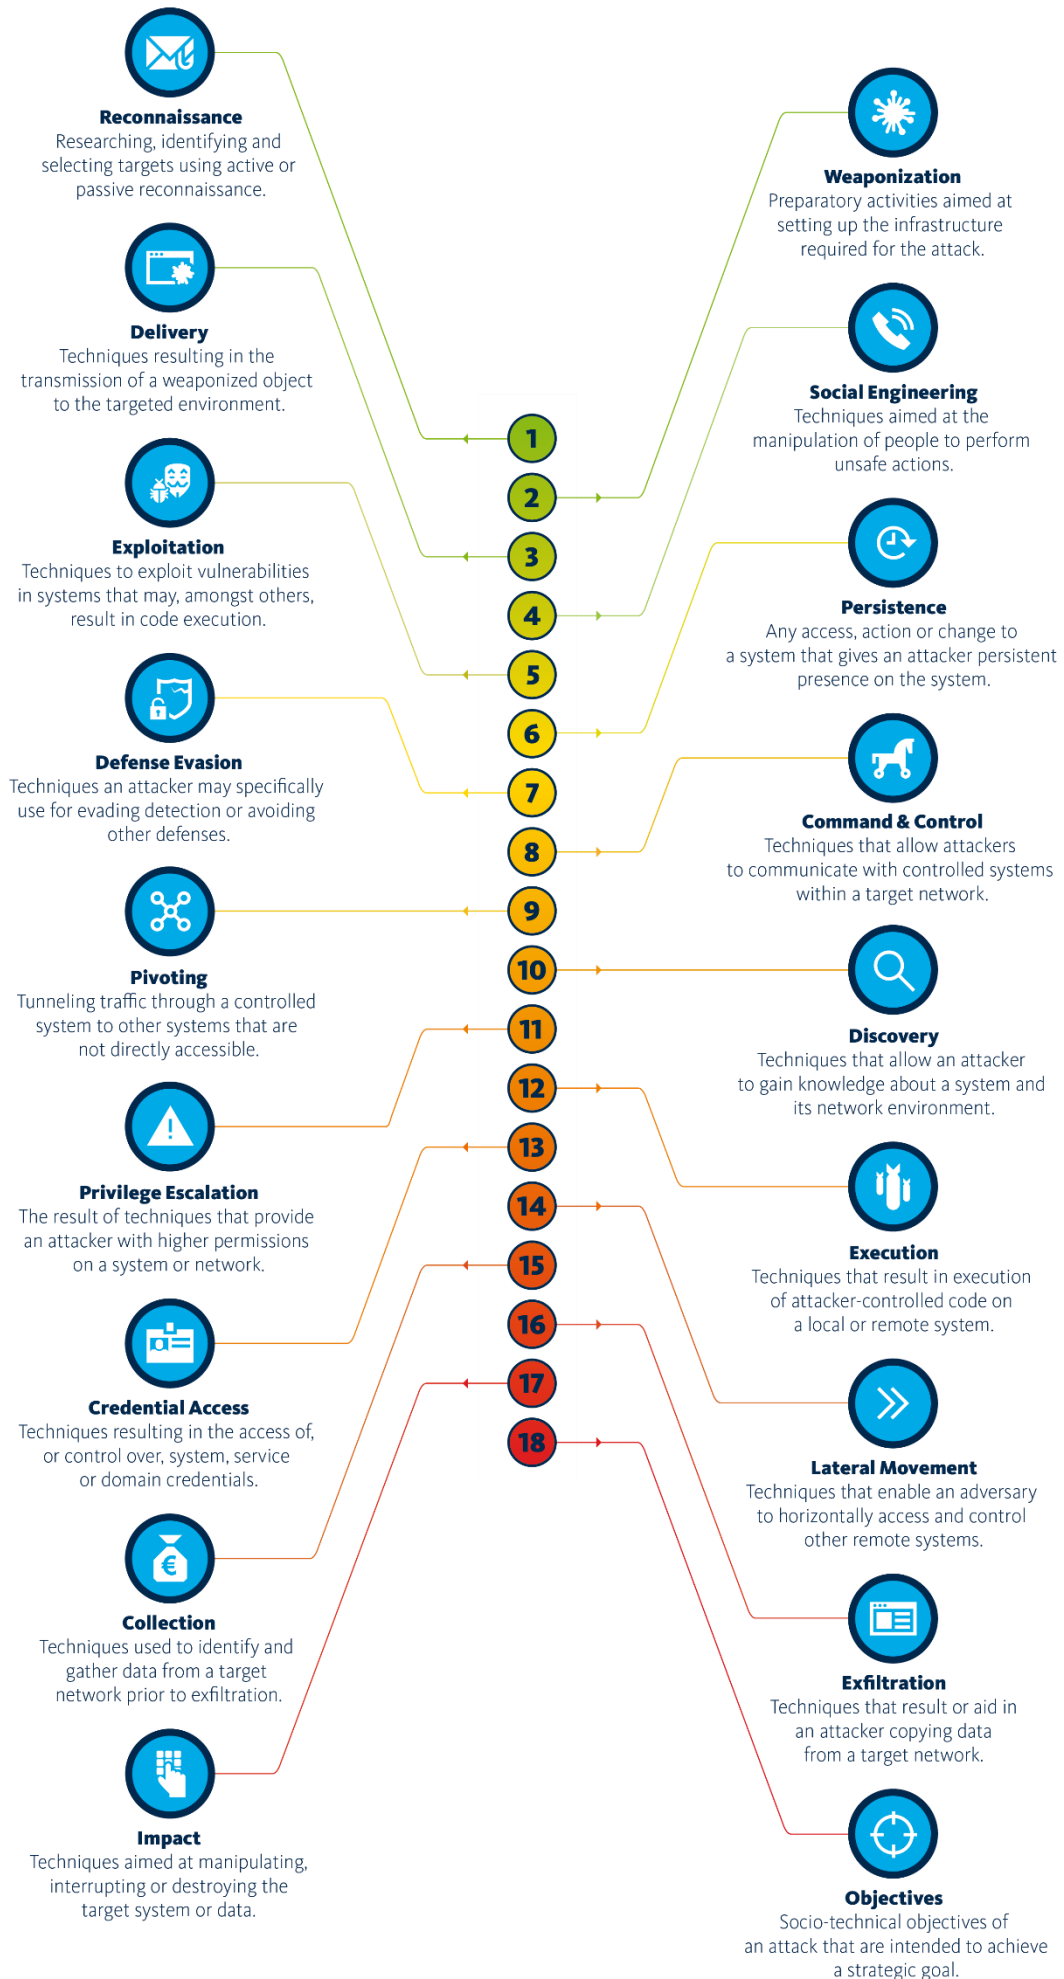 Reconnaissance
Researching, identifying and
selecting targets using active or
passive reconnaissance.
Weaponization
Preparatory activities aimed at
setting up the infrastructure
required for the attack.
Delivery
Techniques resulting in the
transmission of a weaponized object
to the targeted environment.
Social Engineering
Techniques aimed at the
manipulation of people to perform
unsafe actions.
Exploitation
Techniques to exploit vulnerabilities
in systems that may, amongst others,
result in code execution.
Persistence
Any access, action or change to
a system that gives an attacker persistent
presence on the system.
Defense Evasion
Techniques an attacker may specifically
use for evading detection or avoiding
other defenses.
Command & Control
Techniques that allow attackers
to communicate with controlled systems
within a target network.
Pivoting
Tunneling traffic through a controlled
system to other systems that are
not directly accessible.
Discovery
Techniques that allow an attacker
to gain knowledge about a system and
its network environment.
Privilege Escalation
The result of techniques that provide
an attacker with higher permissions
on a system or network.
Execution
Techniques that result in execution
of attacker-controlled code on
a local or remote system.
Credential Access
Techniques resulting in the access of,
or control over, system, service
or domain credentials.
Lateral Movement
Techniques that enable an adversary
to horizontally access and control
other remote systems.
€
Collection
Techniques used to identify and
gather data from a target
network prior to exfiltration.
Exfiltration
Techniques that result or aid in
an attacker copying data
from a target network.
Impact
Techniques aimed at manipulating,
interrupting or destroying the
target system or data.
Objectives
Socio-technical objectives of
an attack that are intended to achieve
a strategic goal.
1
2
3
4
5
6
7
8
9
10
11
12
13
14
15
16
17
18